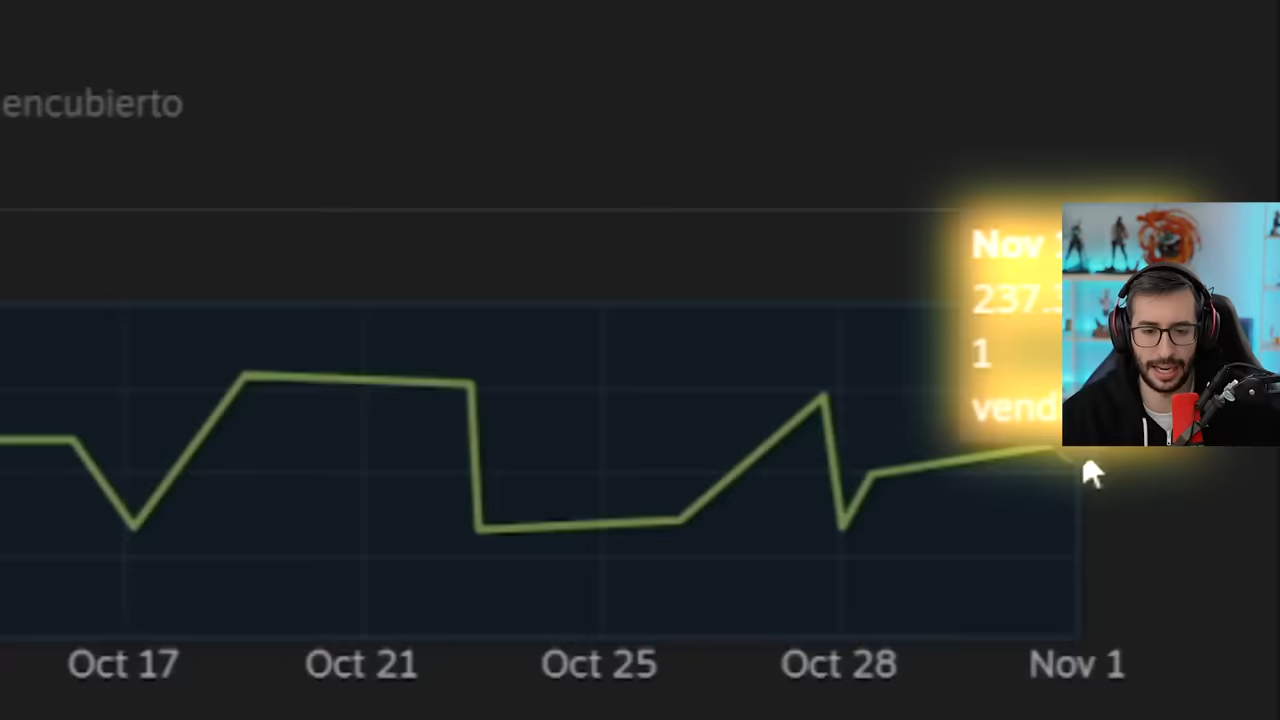 encubierto
Nov
237.
1
vend
Oct 17
Oct 21
Oct 25
Oct 28
Nov 1